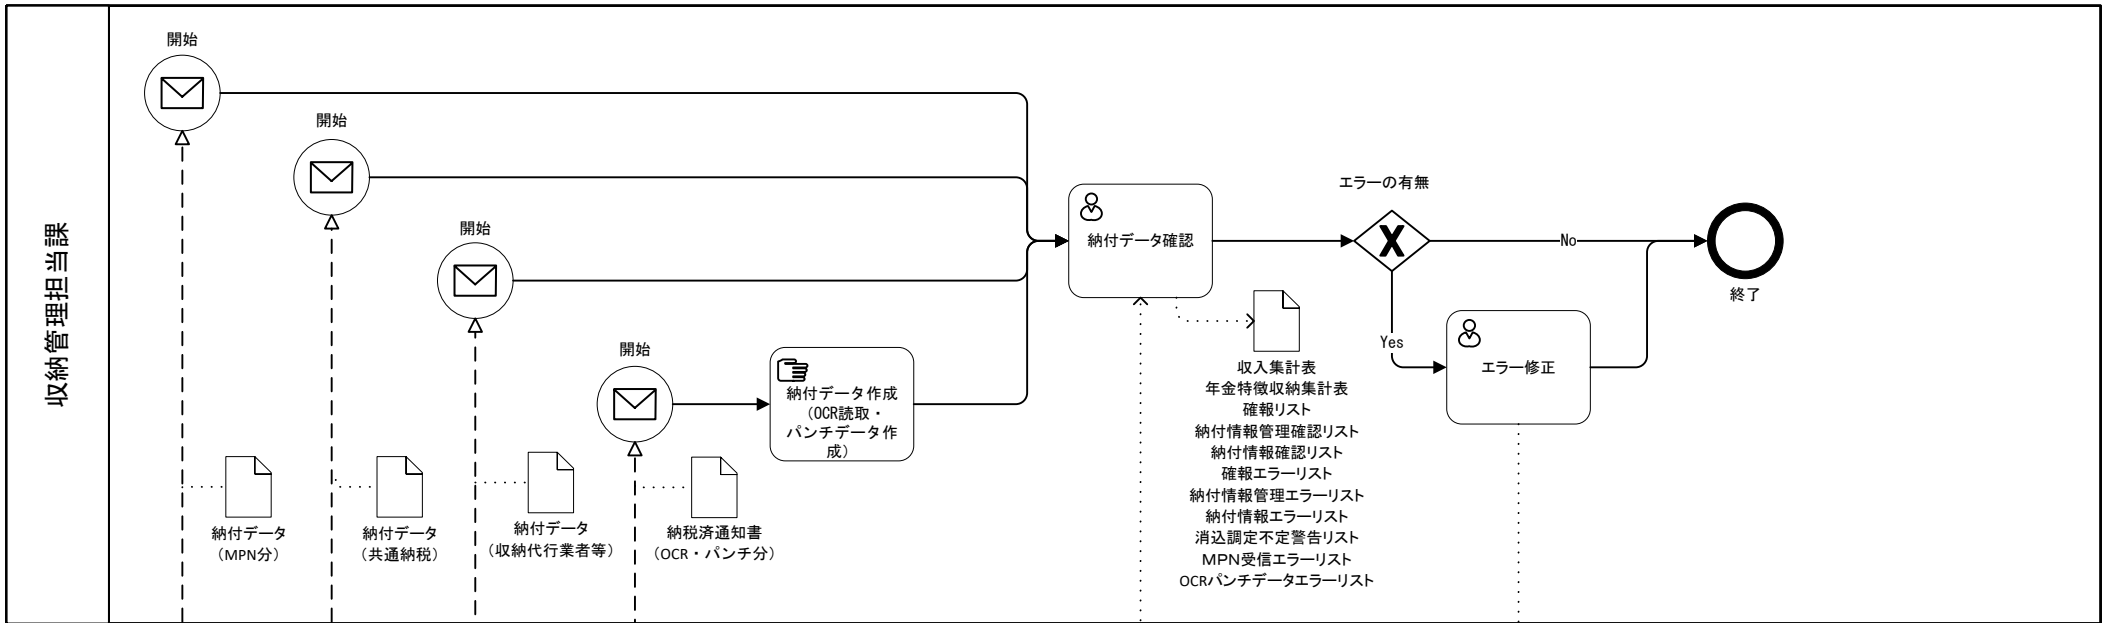 収納管理担当課
開始
開始
開始
開始
納付データ
（MPN分）
納付データ
（共通納税）
納付データ
（収納代行業者等）
納税済通知書
（OCR・パンチ分）
納付データ作成
（OCR読取・
パンチデータ作
成）
納付データ確認
収入集計表
年金特徴収納集計表
確報リスト
納付情報管理確認リスト
納付情報確認リスト
確報エラーリスト
納付情報管理エラーリスト
納付情報エラーリスト
消込調定不定警告リスト
MPN受信エラーリスト
OCRパンチデータエラーリスト
エラーの有無
No
Yes
エラー修正
終了